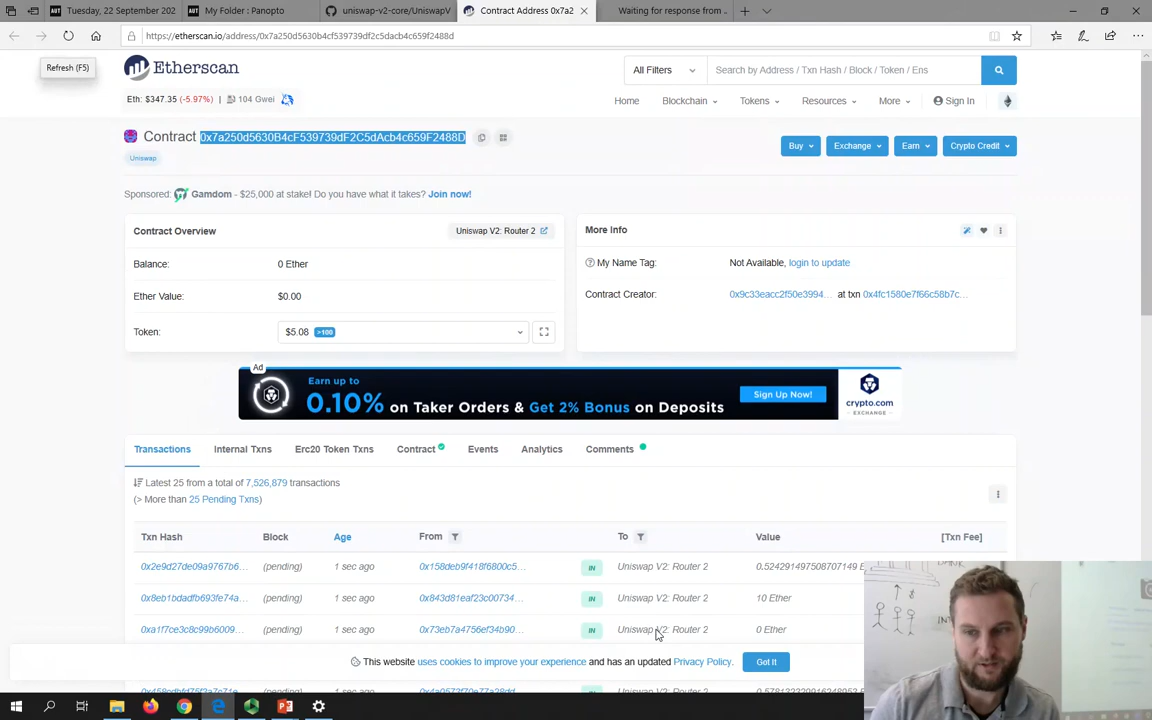 Tuesday, 22 September 202
My Folder : Panopto
uniswap-v2-core/UniswapV
Contract Address 0x7a2
Waiting for response from
https://etherscan.io/address/0x7a250d5630b4cf539739df2c5dacb4c659f2488d
Refresh (F5)
Etherscan
All Filters
Search by Address / Txn Hash / Block / Token / Ens
Eth: $347.35 (-5.97%) | 104 Gwei
Home
Blockchain
Tokens
Resources
More
Sign In
Contract 0x7a250d5630B4cF539739dF2C5dAcb4c659F2488D
Buy
Exchange
Earn
Crypto Credit
Uniswap
Sponsored: Gamdom - $25,000 at stake! Do you have what it takes? Join now!
Contract Overview
Uniswap V2: Router 2
More Info
Balance:
0 Ether
My Name Tag:
Not Available, login to update
Ether Value:
$0.00
Contract Creator:
0x9c33eacc2f50e3994... at txn 0x4fc1580e7f66c58b7c...
Token:
$5.08 >100
Ad
Earn up to
0.10% on Taker Orders & Get 2% Bonus on Deposits
Sign Up Now!
crypto.com
EXCHANGE
Transactions
Internal Txns
Erc20 Token Txns
Contract
Events
Analytics
Comments
Latest 25 from a total of 7,526,879 transactions
(> More than 25 Pending Txns)
Txn Hash
Block
Age
From
To
Value
[Txn Fee]
0x2e9d27de09a9767b6... (pending) 1 sec ago 0x158deb9f418f6800c5... IN Uniswap V2: Router 2 0.524291497508707149 E
0x8eb1bdadfb693fe74a... (pending) 1 sec ago 0x843d81eaf23c00734... IN Uniswap V2: Router 2 10 Ether
0xa1f7ce3c8c99b6009... (pending) 1 sec ago 0x73eb7a4756ef34b90... IN Uniswap V2: Router 2 0 Ether
This website uses cookies to improve your experience and has an updated Privacy Policy.
Got It
BANK
$